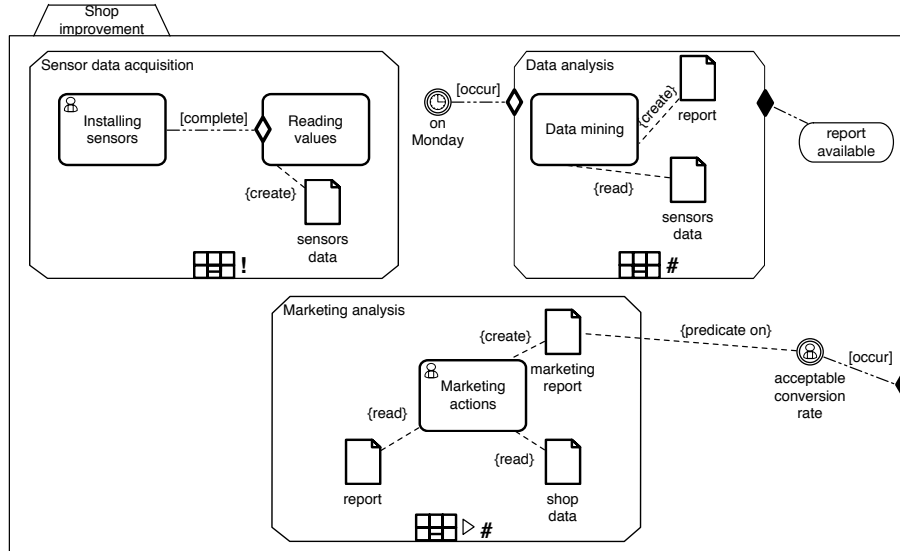 Shop
improvement
Sensor data acquisition
Installing
sensors
[complete]
Reading
values
{create}
sensors
data
!
[occur]
on
Monday
Data analysis
Data mining
{create}
report
{read}
sensors
data
#
report
available
Marketing analysis
{create}
marketing
report
{predicate on}
[occur]
acceptable
conversion
rate
Marketing
actions
{read}
report
{read}
shop
data
#